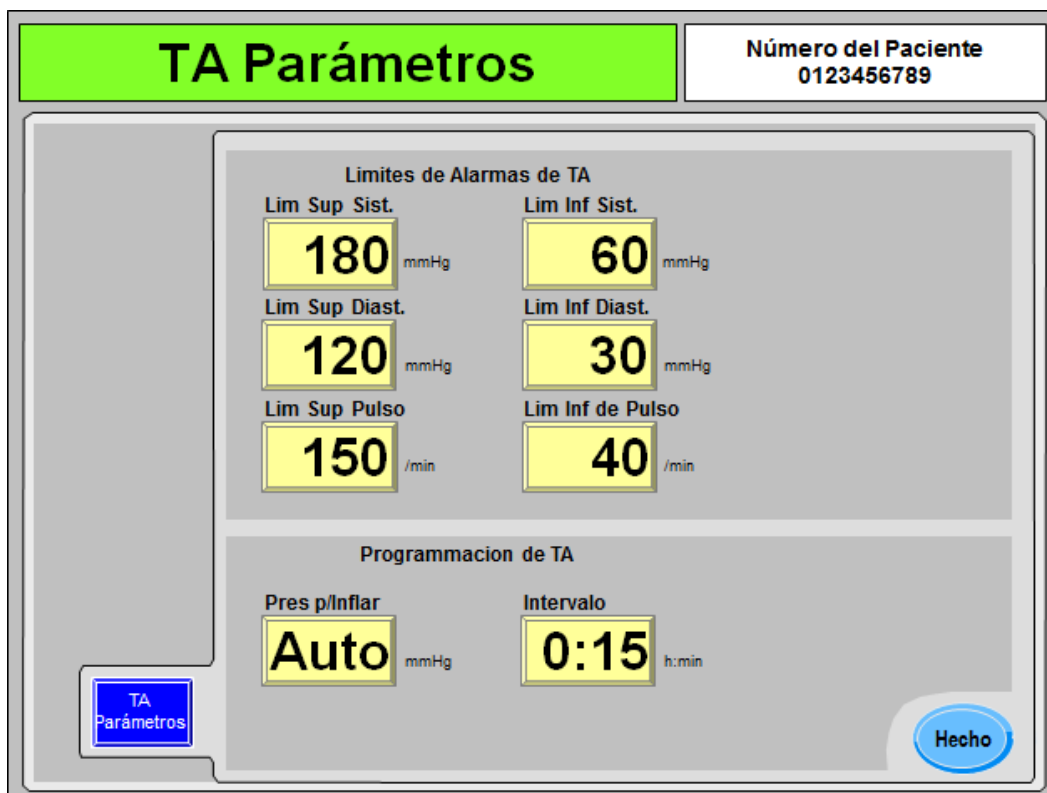 TA Parámetros
Número del Paciente
0123456789
Limites de Alarmas de TA
Lim Sup Sist.
Lim Inf Sist.
180 mmHg
60 mmHg
Lim Sup Diast.
Lim Inf Diast.
120 mmHg
30 mmHg
Lim Sup Pulso
Lim Inf de Pulso
150 /min
40 /min
Programmacion de TA
Pres p/Inflar
Intervalo
Auto mmHg
0:15 h:min
TA
Parámetros
Hecho